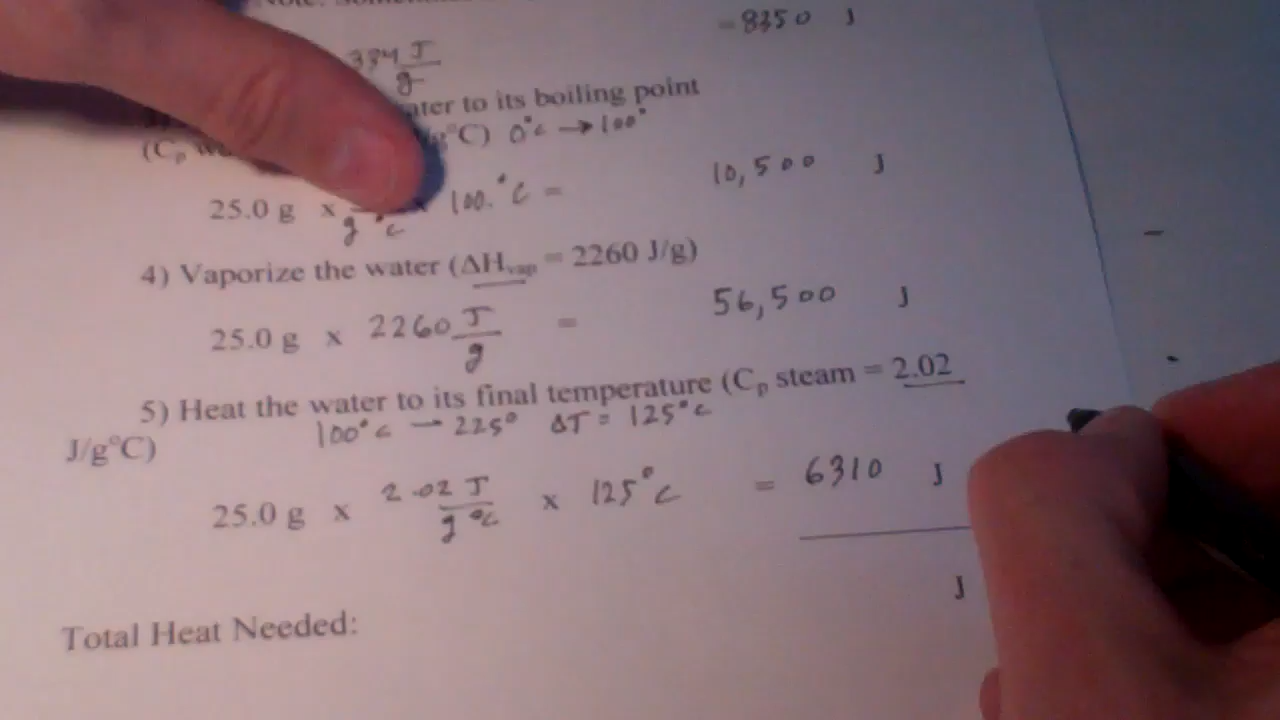 = 8350 J
334 J
g
ater to its boiling point
(Cp °C) 0°C → 100°
25.0 g x g °C 100.°C = 10,500 J
4) Vaporize the water (ΔHvap = 2260 J/g)
25.0 g x 2260 J/g = 56,500 J
5) Heat the water to its final temperature (Cp steam = 2.02
J/g°C) 100°C → 225° ΔT = 125°C
25.0 g x 2.02 J/g °C x 125°C = 6310 J
J
Total Heat Needed: